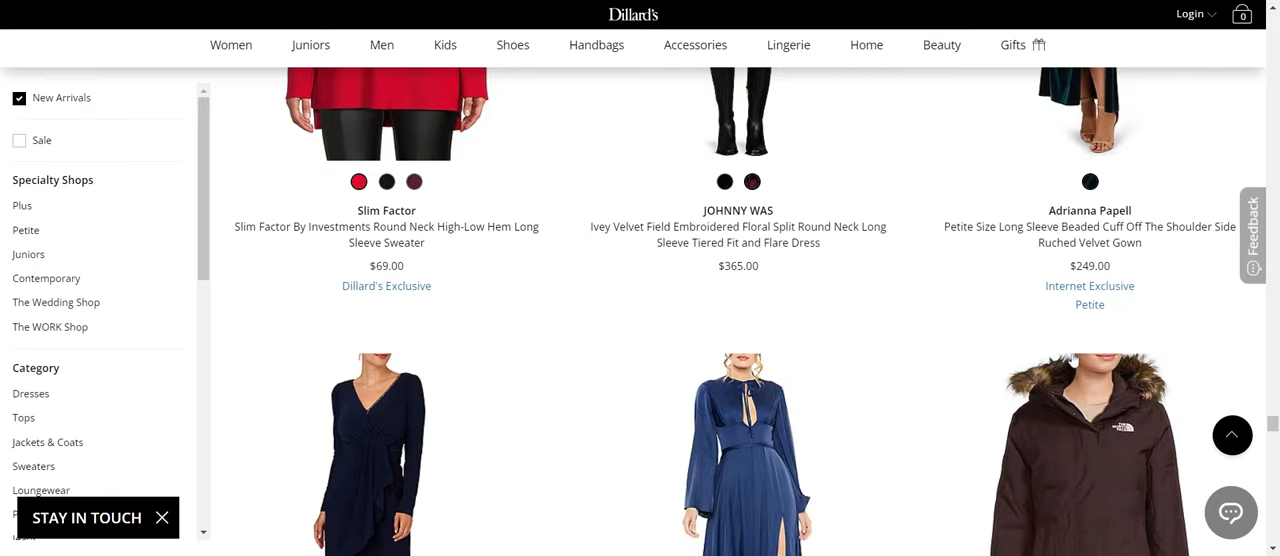 Dillard's
Login
0
Women
Juniors
Men
Kids
Shoes
Handbags
Accessories
Lingerie
Home
Beauty
Gifts
New Arrivals
Sale
Specialty Shops
Plus
Petite
Juniors
Contemporary
The Wedding Shop
The WORK Shop
Category
Dresses
Tops
Jackets & Coats
Sweaters
Loungewear
STAY IN TOUCH
Slim Factor
Slim Factor By Investments Round Neck High-Low Hem Long
Sleeve Sweater
$69.00
Dillard's Exclusive
JOHNNY WAS
Ivey Velvet Field Embroidered Floral Split Round Neck Long
Sleeve Tiered Fit and Flare Dress
$365.00
Adrianna Papell
Petite Size Long Sleeve Beaded Cuff Off The Shoulder Side
Ruched Velvet Gown
$249.00
Internet Exclusive
Petite
THE
NORTH
FACE
Feedback